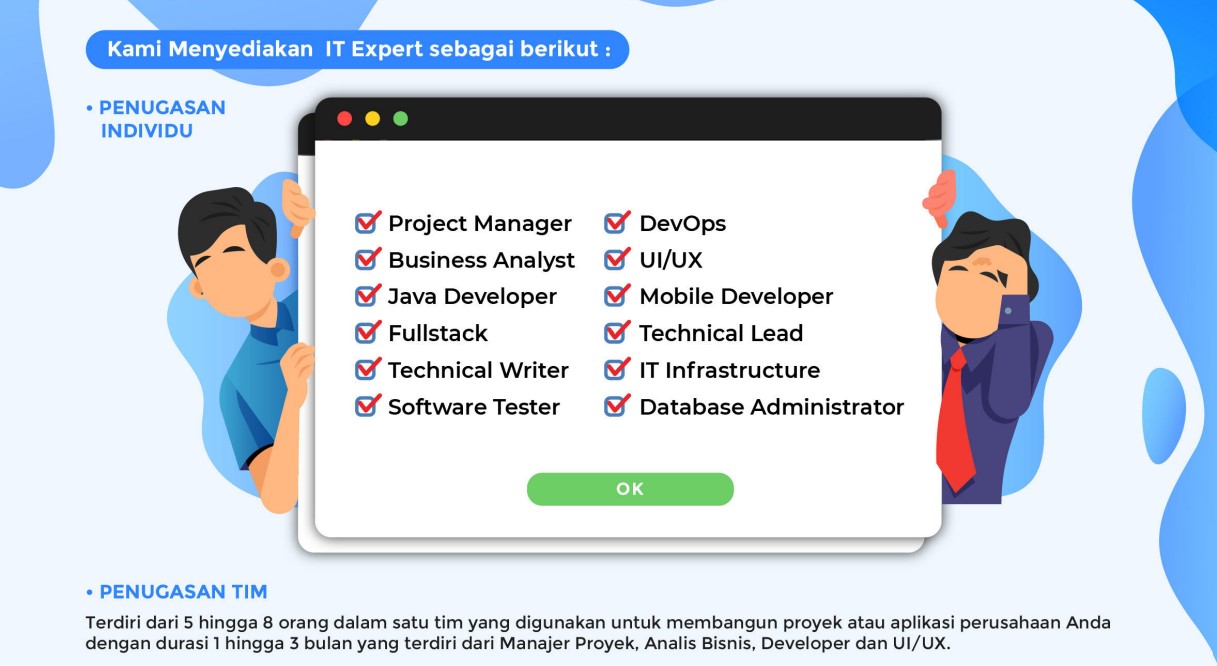 Kami Menyediakan IT Expert sebagai berikut :
• PENUGASAN
INDIVIDU
Project Manager
Business Analyst
Java Developer
Fullstack
Technical Writer
Software Tester
DevOps
UI/UX
Mobile Developer
Technical Lead
IT Infrastructure
Database Administrator
OK
• PENUGASAN TIM
Terdiri dari 5 hingga 8 orang dalam satu tim yang digunakan untuk membangun proyek atau aplikasi perusahaan Anda
dengan durasi 1 hingga 3 bulan yang terdiri dari Manajer Proyek, Analis Bisnis, Developer dan UI/UX.